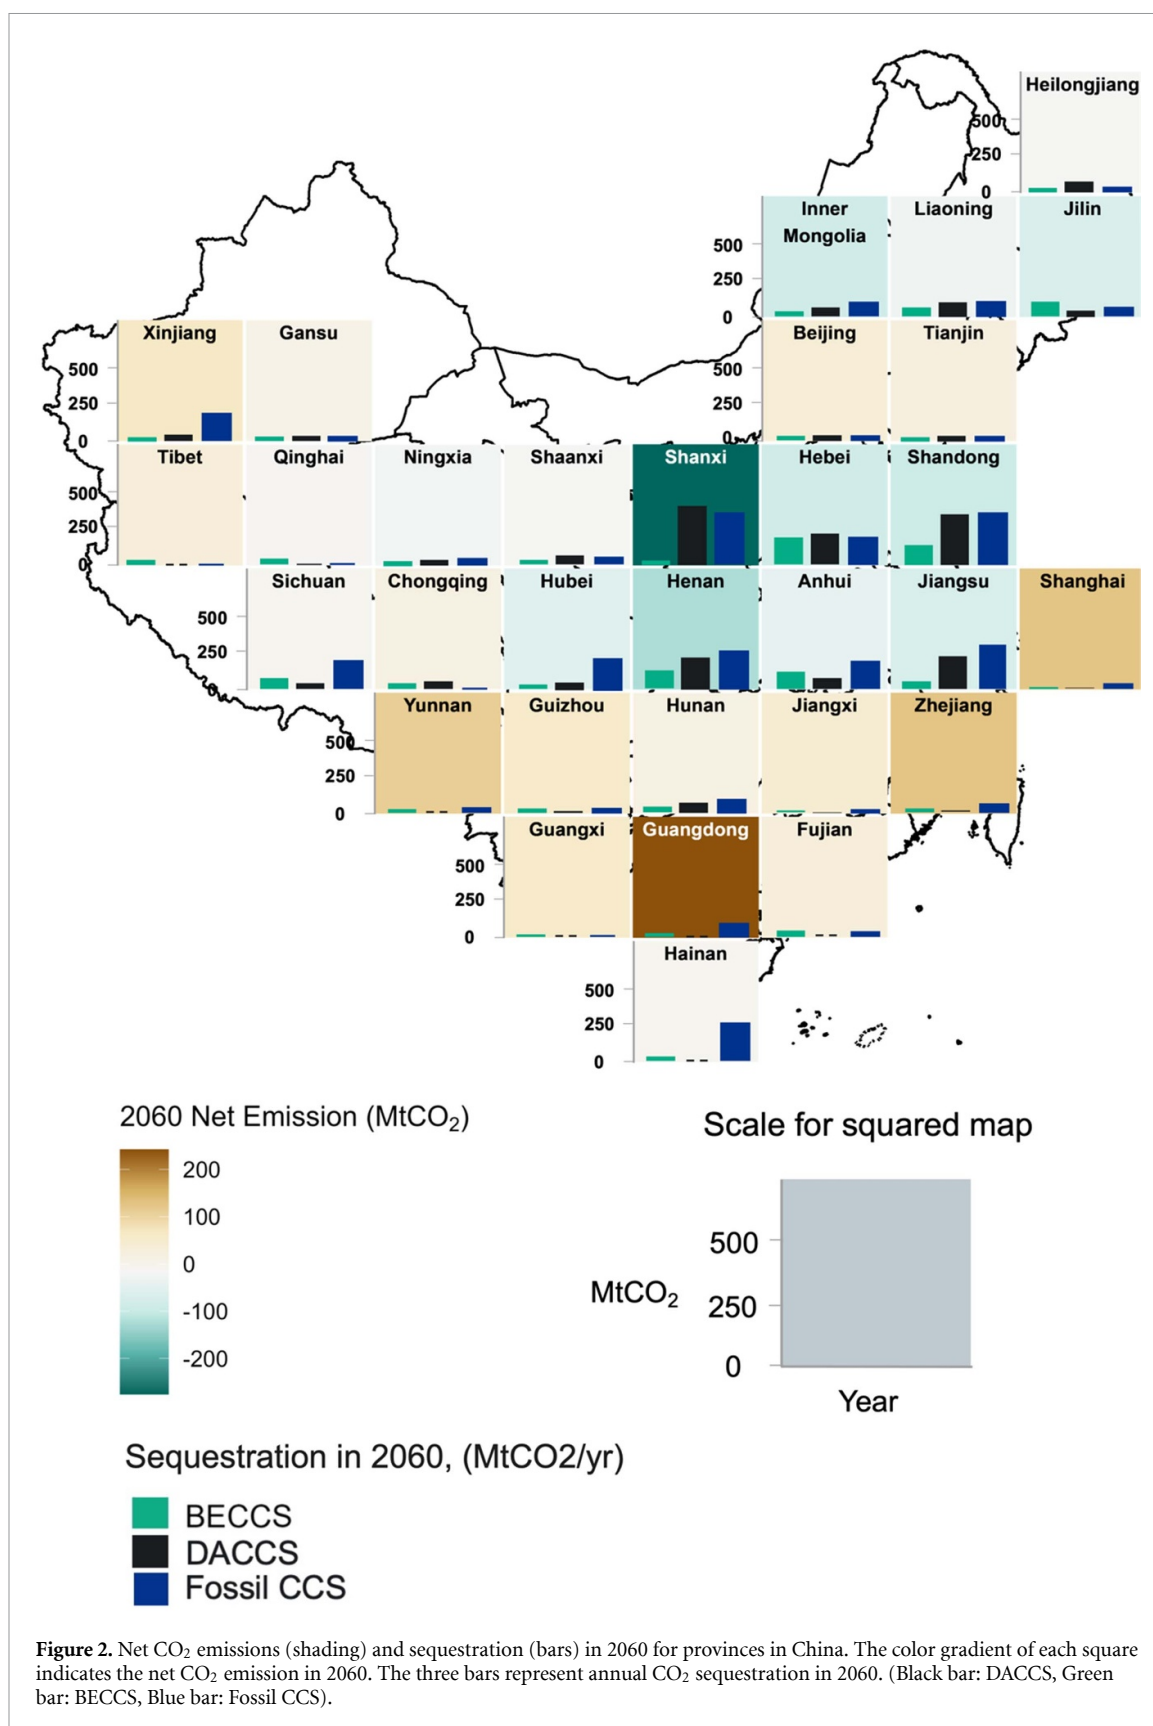 Heilongjiang
500
250
0
Inner Mongolia
Liaoning
Jilin
500
250
0
Xinjiang
Gansu
Beijing
Tianjin
500
250
0
500
250
0
Tibet
Qinghai
Ningxia
Shaanxi
Shanxi
Hebei
Shandong
500
250
0
Sichuan
Chongqing
Hubei
Henan
Anhui
Jiangsu
Shanghai
500
250
0
Yunnan
Guizhou
Hunan
Jiangxi
Zhejiang
500
250
0
Guangxi
Guangdong
Fujian
500
250
0
Hainan
500
250
0
2060 Net Emission (MtCO₂)
200
100
0
-100
-200
Scale for squared map
500
MtCO₂ 250
0
Year
Sequestration in 2060, (MtCO2/yr)
BECCS
DACCS
Fossil CCS
Figure 2. Net CO₂ emissions (shading) and sequestration (bars) in 2060 for provinces in China. The color gradient of each square
indicates the net CO₂ emission in 2060. The three bars represent annual CO₂ sequestration in 2060. (Black bar: DACCS, Green
bar: BECCS, Blue bar: Fossil CCS).